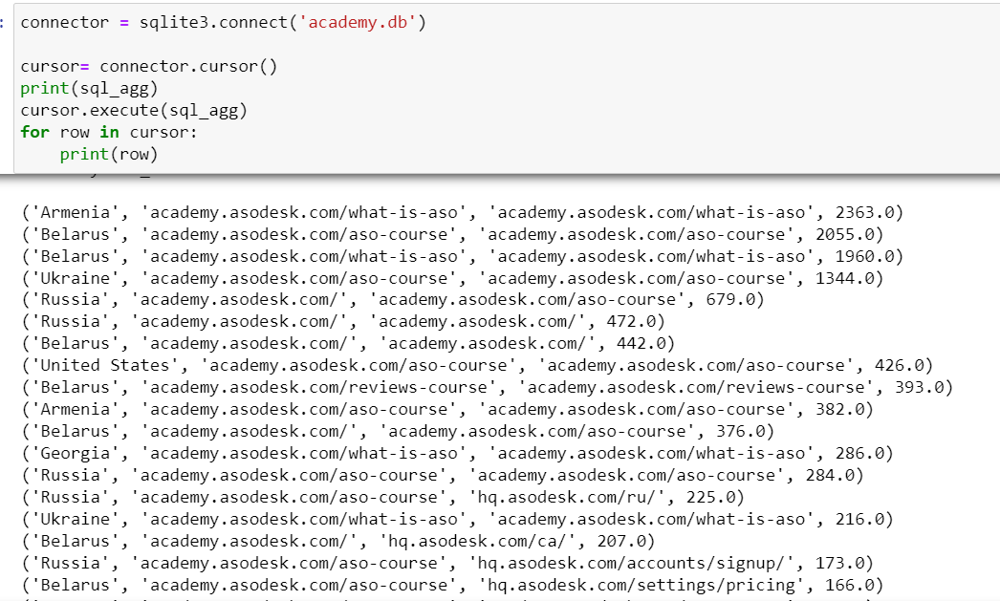 connector = sqlite3.connect('academy.db')
cursor= connector.cursor()
print(sql_agg)
cursor.execute(sql_agg)
for row in cursor:
    print(row)
('Armenia', 'academy.asodesk.com/what-is-aso', 'academy.asodesk.com/what-is-aso', 2363.0)
('Belarus', 'academy.asodesk.com/aso-course', 'academy.asodesk.com/aso-course', 2055.0)
('Belarus', 'academy.asodesk.com/what-is-aso', 'academy.asodesk.com/what-is-aso', 1960.0)
('Ukraine', 'academy.asodesk.com/aso-course', 'academy.asodesk.com/aso-course', 1344.0)
('Russia', 'academy.asodesk.com/', 'academy.asodesk.com/aso-course', 679.0)
('Russia', 'academy.asodesk.com/', 'academy.asodesk.com/', 472.0)
('Belarus', 'academy.asodesk.com/', 'academy.asodesk.com/', 442.0)
('United States', 'academy.asodesk.com/aso-course', 'academy.asodesk.com/aso-course', 426.0)
('Belarus', 'academy.asodesk.com/reviews-course', 'academy.asodesk.com/reviews-course', 393.0)
('Armenia', 'academy.asodesk.com/aso-course', 'academy.asodesk.com/aso-course', 382.0)
('Belarus', 'academy.asodesk.com/', 'academy.asodesk.com/aso-course', 376.0)
('Georgia', 'academy.asodesk.com/what-is-aso', 'academy.asodesk.com/what-is-aso', 286.0)
('Russia', 'academy.asodesk.com/aso-course', 'academy.asodesk.com/aso-course', 284.0)
('Russia', 'academy.asodesk.com/aso-course', 'hq.asodesk.com/ru/', 225.0)
('Ukraine', 'academy.asodesk.com/what-is-aso', 'academy.asodesk.com/what-is-aso', 216.0)
('Belarus', 'academy.asodesk.com/', 'hq.asodesk.com/ca/', 207.0)
('Russia', 'academy.asodesk.com/aso-course', 'hq.asodesk.com/accounts/signup/', 173.0)
('Belarus', 'academy.asodesk.com/aso-course', 'hq.asodesk.com/settings/pricing', 166.0)